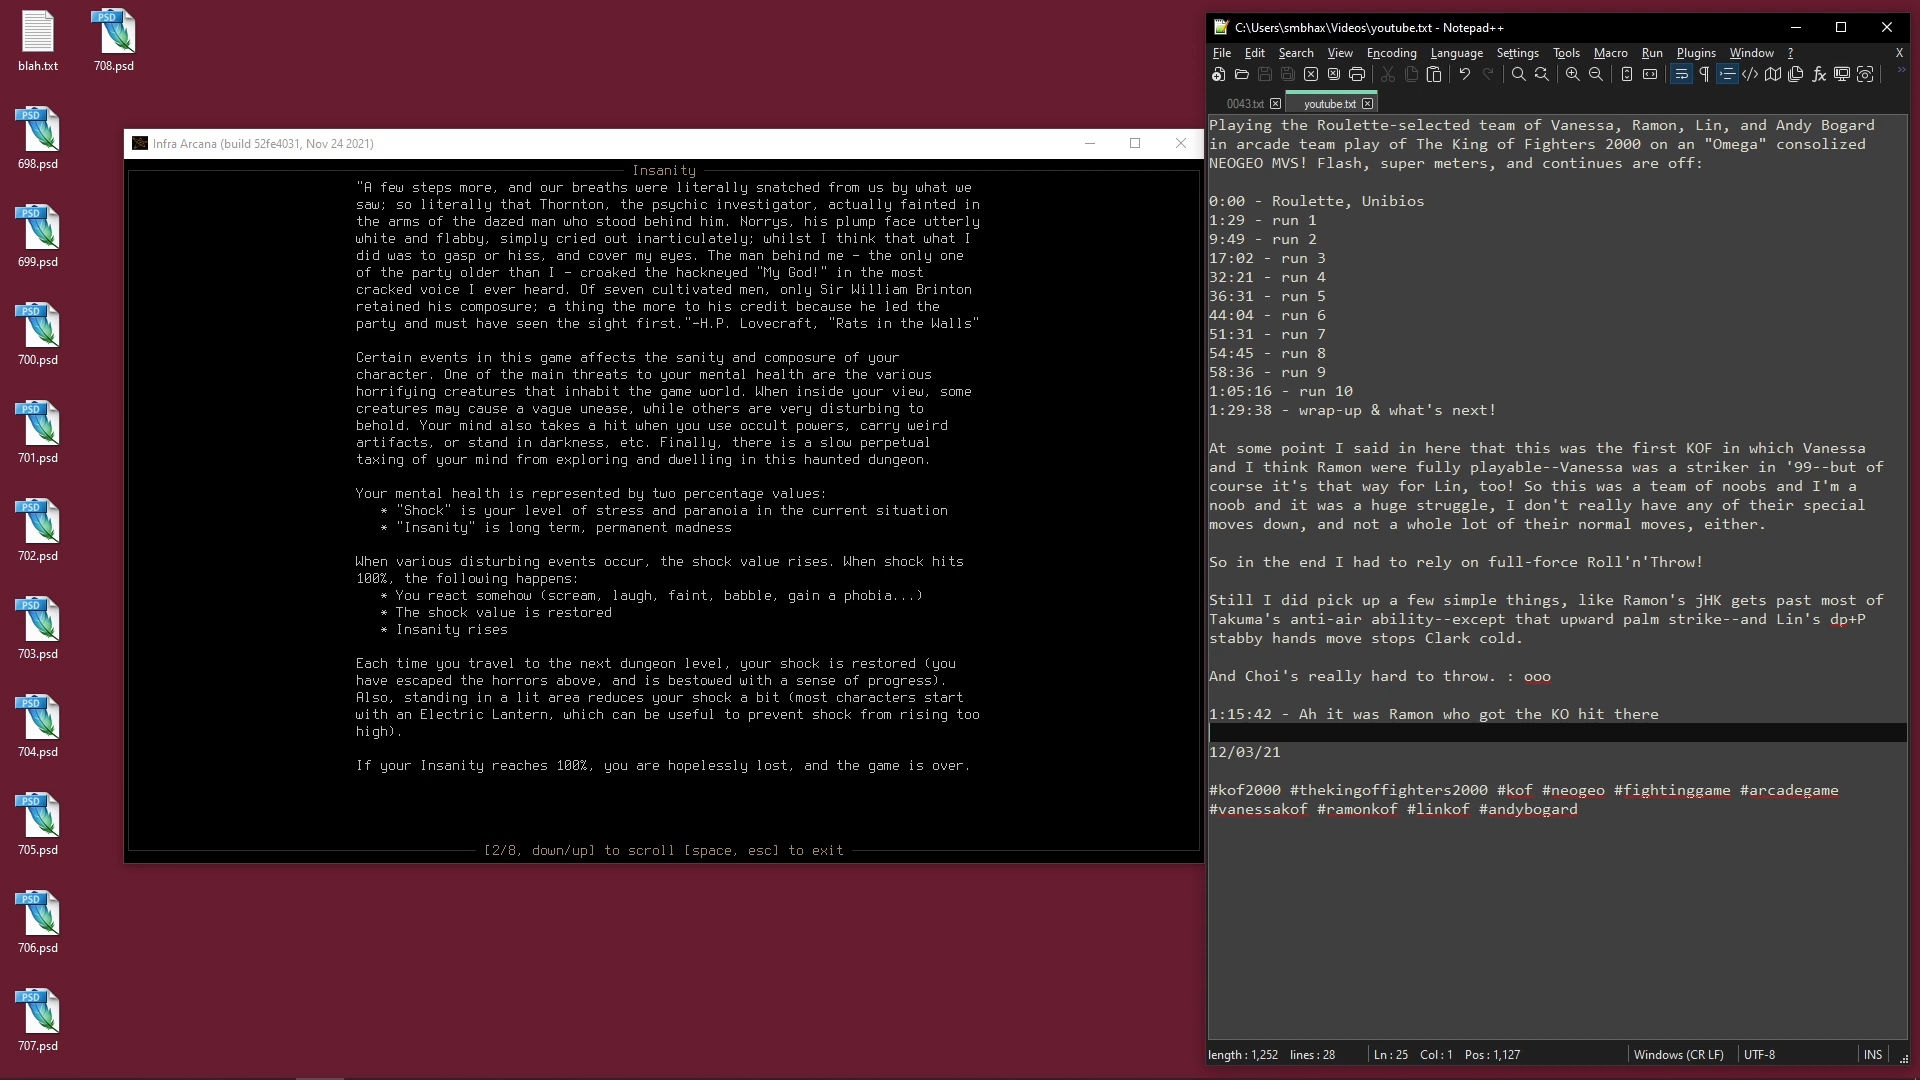 blah.txt
708.psd
698.psd
699.psd
700.psd
701.psd
702.psd
703.psd
704.psd
705.psd
706.psd
707.psd
Infra Arcana (build 52fe4031, Nov 24 2021)
Insanity
"A few steps more, and our breaths were literally snatched from us by what we
saw; so literally that Thornton, the psychic investigator, actually fainted in
the arms of the dazed man who stood behind him. Norrys, his plump face utterly
white and flabby, simply cried out inarticulately; whilst I think that what I
did was to gasp or hiss, and cover my eyes. The man behind me - the only one
of the party older than I - croaked the hackneyed "My God!" in the most
cracked voice I ever heard. Of seven cultivated men, only Sir William Brinton
retained his composure; a thing the more to his credit because he led the
party and must have seen the sight first."-H.P. Lovecraft, "Rats in the Walls"
Certain events in this game affects the sanity and composure of your
character. One of the main threats to your mental health are the various
horrifying creatures that inhabit the game world. When inside your view, some
creatures may cause a vague unease, while others are very disturbing to
behold. Your mind also takes a hit when you use occult powers, carry weird
artifacts, or stand in darkness, etc. Finally, there is a slow perpetual
taxing of your mind from exploring and dwelling in this haunted dungeon.
Your mental health is represented by two percentage values:
* "Shock" is your level of stress and paranoia in the current situation
* "Insanity" is long term, permanent madness
When various disturbing events occur, the shock value rises. When shock hits
100%, the following happens:
* You react somehow (scream, laugh, faint, babble, gain a phobia...)
* The shock value is restored
* Insanity rises
Each time you travel to the next dungeon level, your shock is restored (you
have escaped the horrors above, and is bestowed with a sense of progress).
Also, standing in a lit area reduces your shock a bit (most characters start
with an Electric Lantern, which can be useful to prevent shock from rising too
high).
If your Insanity reaches 100%, you are hopelessly lost, and the game is over.
[2/8, down/up] to scroll [space, esc] to exit
C:\Users\smbhax\Videos\youtube.txt - Notepad++
File Edit Search View Encoding Language Settings Tools Macro Run Plugins Window ? X
0043.txt youtube.txt
Playing the Roulette-selected team of Vanessa, Ramon, Lin, and Andy Bogard
in arcade team play of The King of Fighters 2000 on an "Omega" consolized
NEOGEO MVS! Flash, super meters, and continues are off:
0:00 - Roulette, Unibios
1:29 - run 1
9:49 - run 2
17:02 - run 3
32:21 - run 4
36:31 - run 5
44:04 - run 6
51:31 - run 7
54:45 - run 8
58:36 - run 9
1:05:16 - run 10
1:29:38 - wrap-up & what's next!
At some point I said in here that this was the first KOF in which Vanessa
and I think Ramon were fully playable--Vanessa was a striker in '99--but of
course it's that way for Lin, too! So this was a team of noobs and I'm a
noob and it was a huge struggle, I don't really have any of their special
moves down, and not a whole lot of their normal moves, either.
So in the end I had to rely on full-force Roll'n'Throw!
Still I did pick up a few simple things, like Ramon's jHK gets past most of
Takuma's anti-air ability--except that upward palm strike--and Lin's dp+P
stabby hands move stops Clark cold.
And Choi's really hard to throw. : ooo
1:15:42 - Ah it was Ramon who got the KO hit there
12/03/21
#kof2000 #thekingoffighters2000 #kof #neogeo #fightinggame #arcadegame
#vanessakof #ramonkof #linkof #andybogard
length : 1,252 lines : 28 Ln : 25 Col : 1 Pos : 1,127 Windows (CR LF) UTF-8 INS